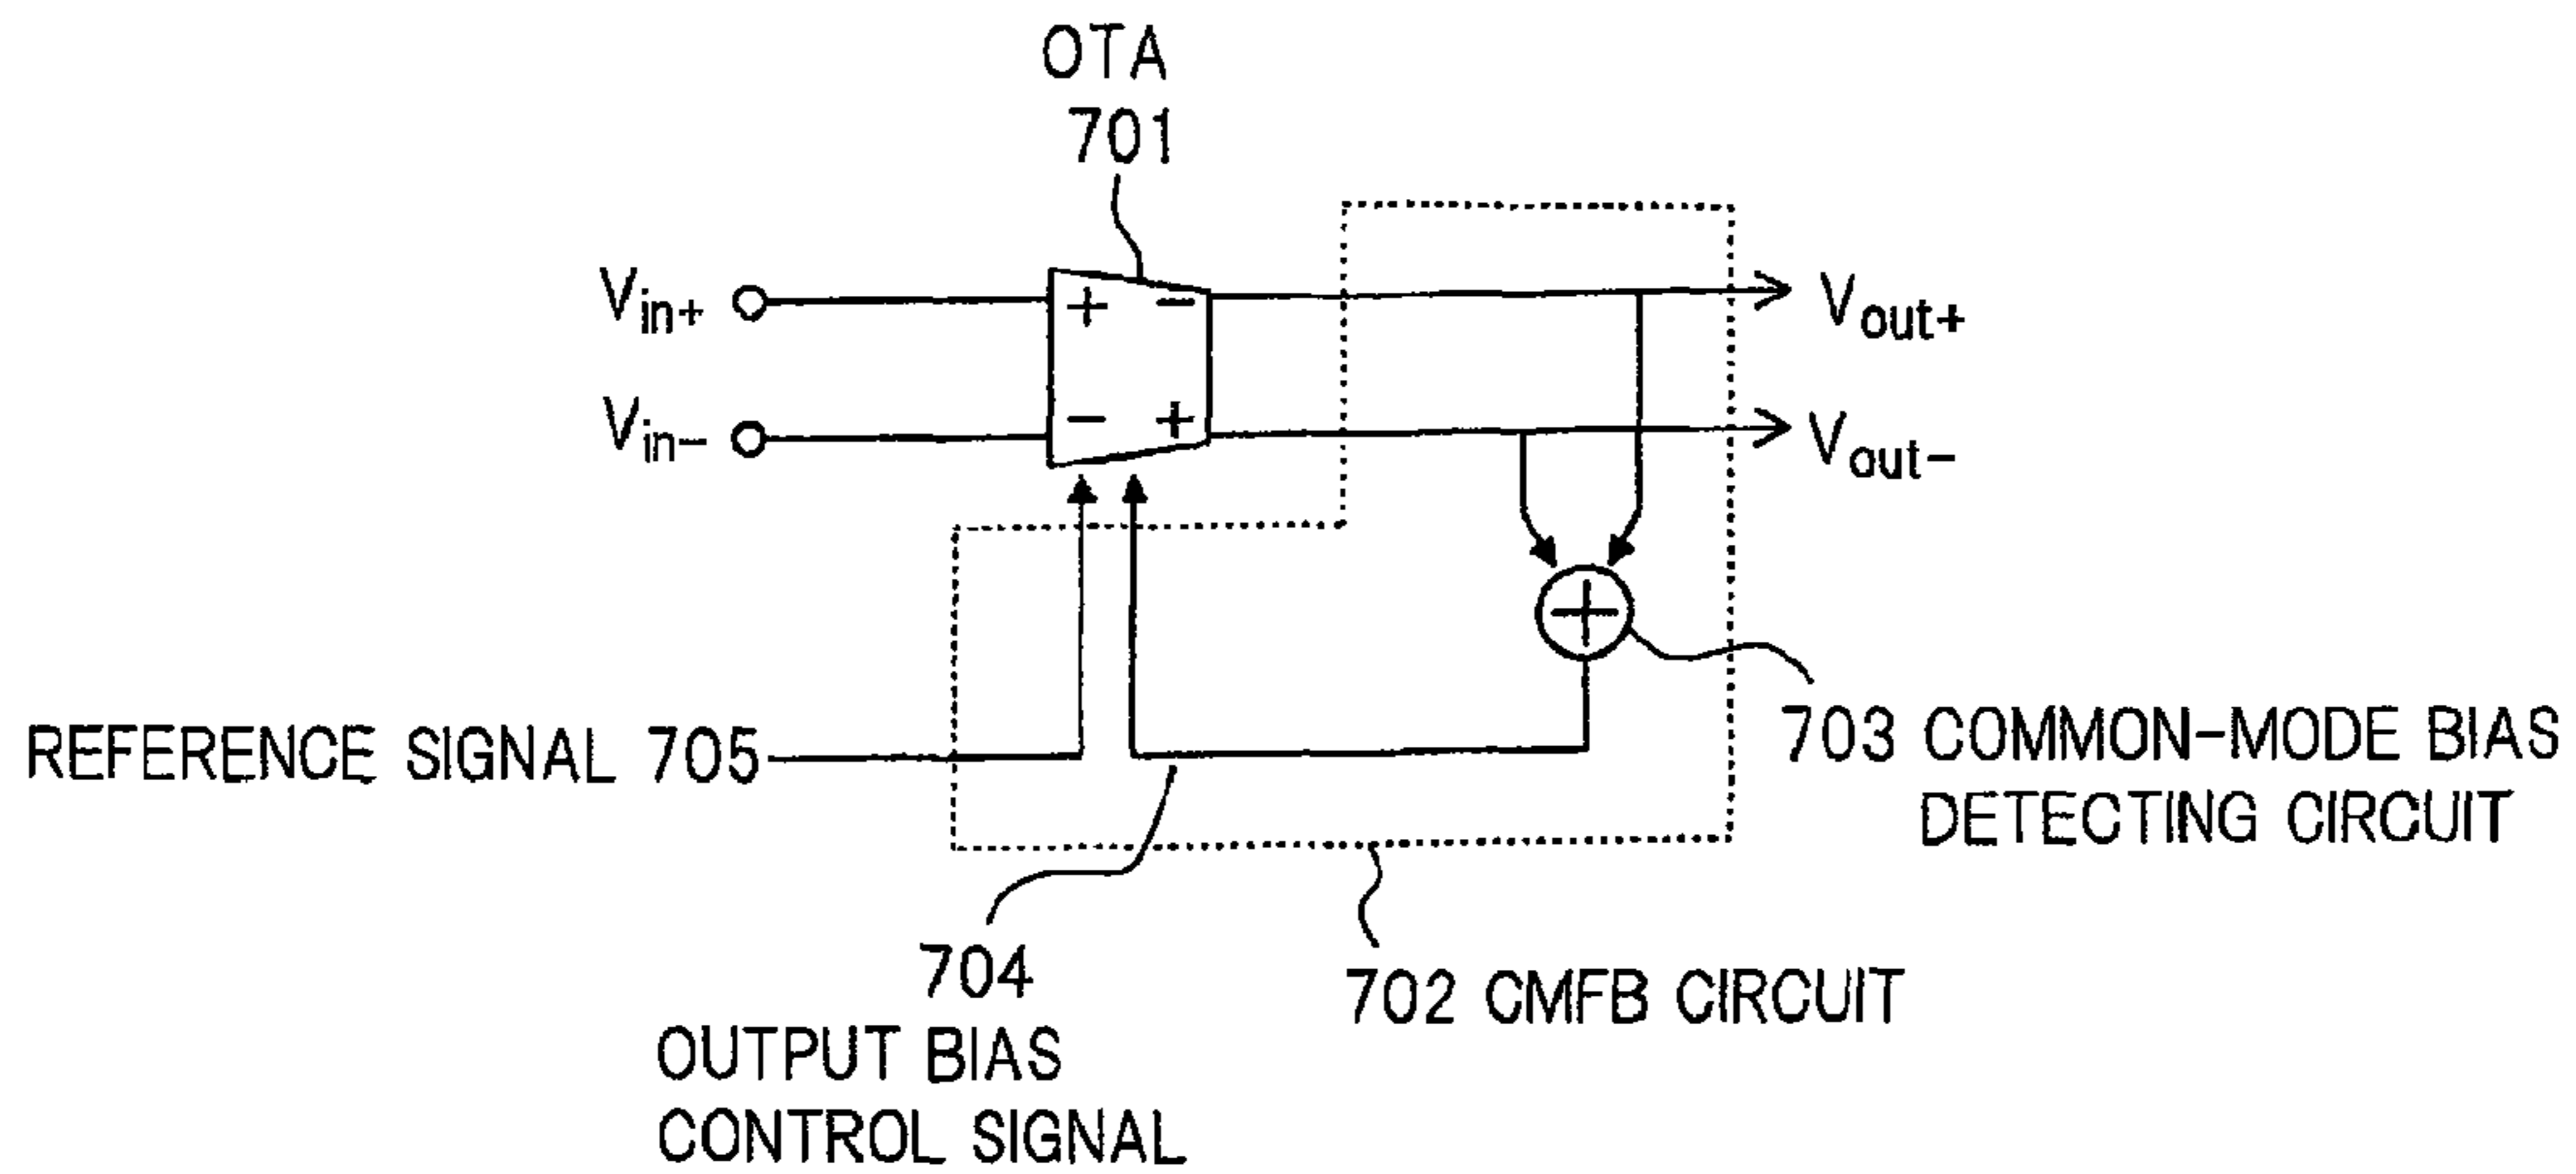 OTA
701
Vin+
+ −
Vout+
Vin−
− +
Vout−
+
REFERENCE SIGNAL 705
703 COMMON-MODE BIAS
DETECTING CIRCUIT
704
OUTPUT BIAS
CONTROL SIGNAL
702 CMFB CIRCUIT